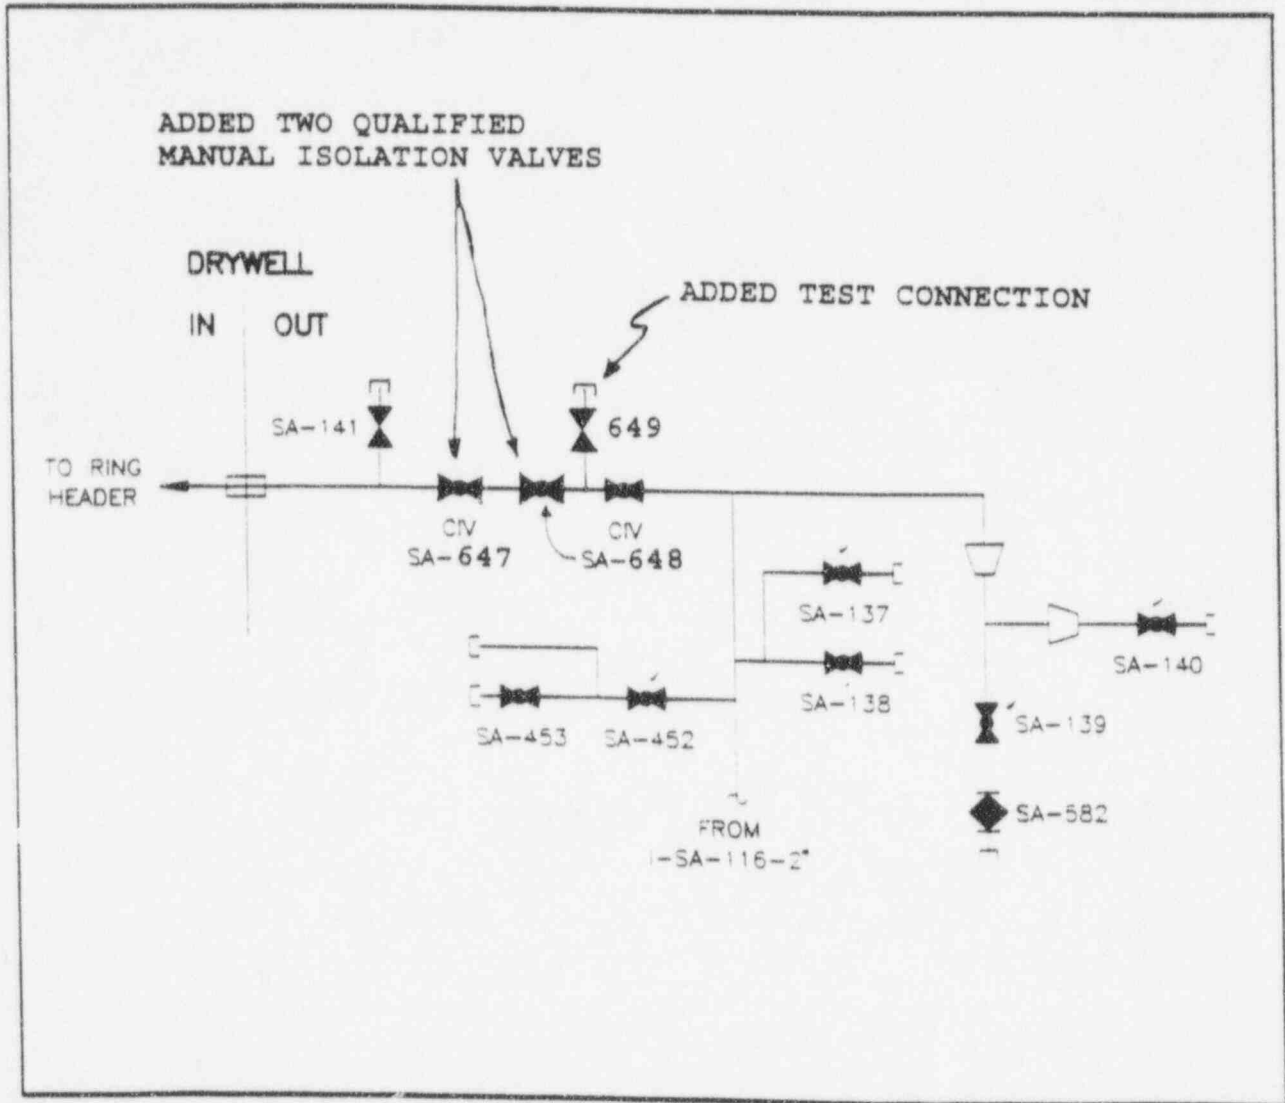 ADDED TWO QUALIFIED
MANUAL ISOLATION VALVES
DRYWELL
IN OUT
ADDED TEST CONNECTION
SA-141
649
TO RING
HEADER
CIV
SA-647
CIV
SA-648
SA-137
SA-138
SA-140
SA-453
SA-452
SA-139
SA-582
FROM
1-SA-116-2"